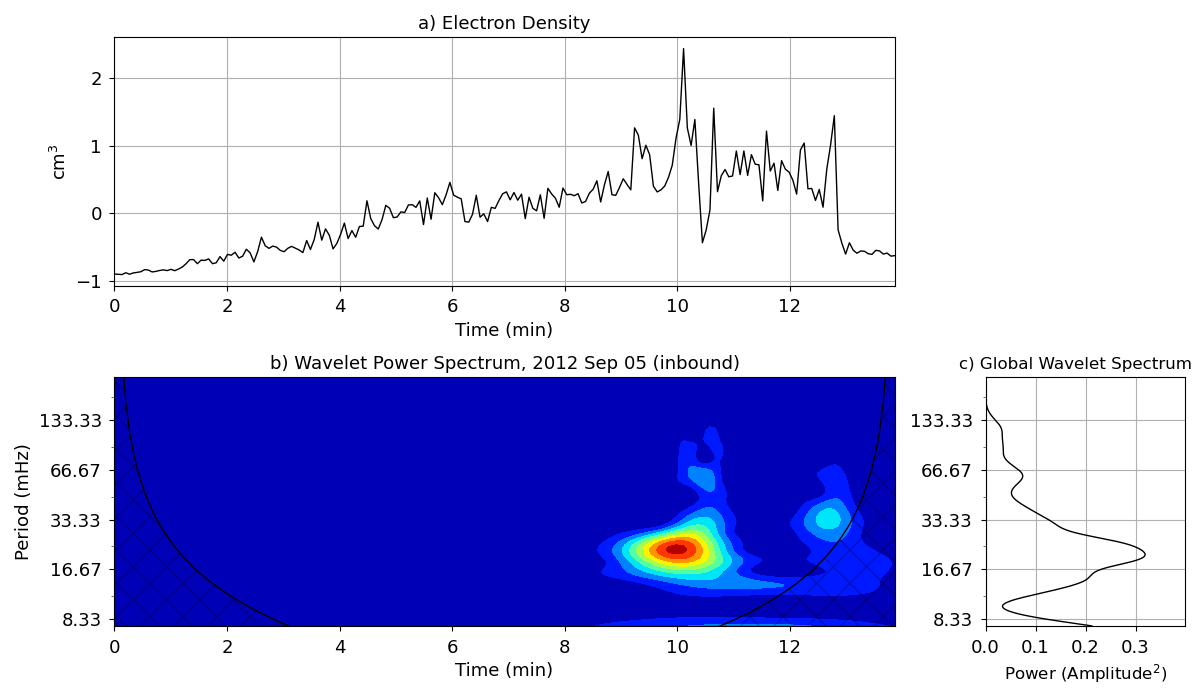 a) Electron Density
cm³
2
1
0
−1
0 2 4 6 8 10 12
Time (min)
b) Wavelet Power Spectrum, 2012 Sep 05 (inbound)
Period (mHz)
133.33
66.67
33.33
16.67
8.33
0 2 4 6 8 10 12
Time (min)
c) Global Wavelet Spectrum
133.33
66.67
33.33
16.67
8.33
0.0 0.1 0.2 0.3
Power (Amplitude²)